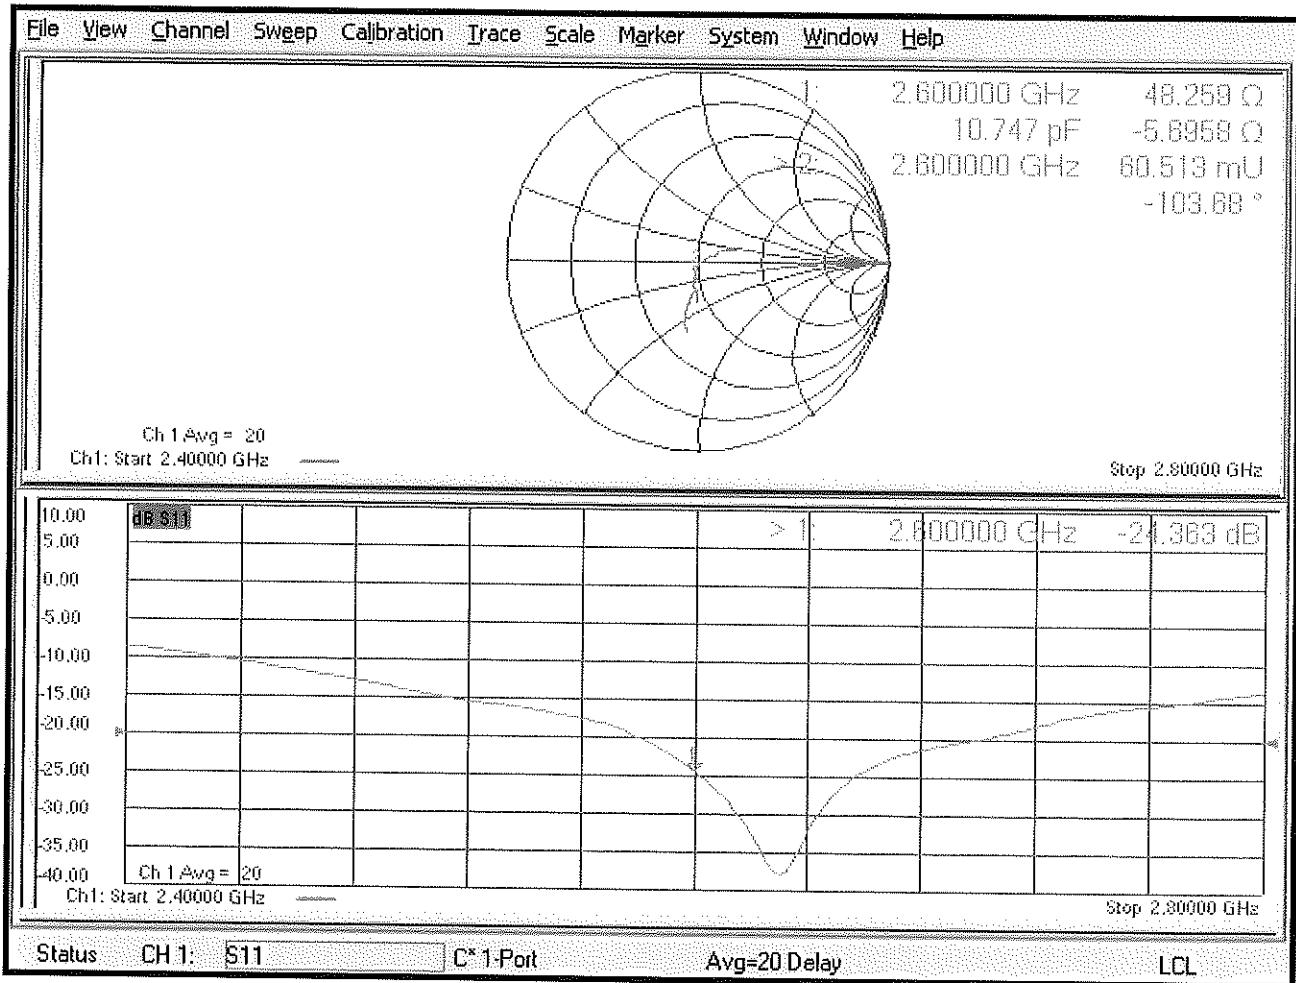 File View Channel Sweep Calibration Trace Scale Marker System Window Help
1: 2.600000 GHz 48.259 Ω
10.747 pF -5.6958 Ω
> 2: 2.600000 GHz 60.513 mU
-103.68 °
Ch 1 Avg = 20
Ch1: Start 2.40000 GHz
Stop 2.80000 GHz
10.00
dB S11
> 1: 2.600000 GHz -24.363 dB
5.00
0.00
-5.00
-10.00
-15.00
-20.00
-25.00
-30.00
-35.00
-40.00
Ch 1 Avg = 20
Ch1: Start 2.40000 GHz
Stop 2.80000 GHz
Status CH 1: S11 C* 1-Port Avg=20 Delay LCL